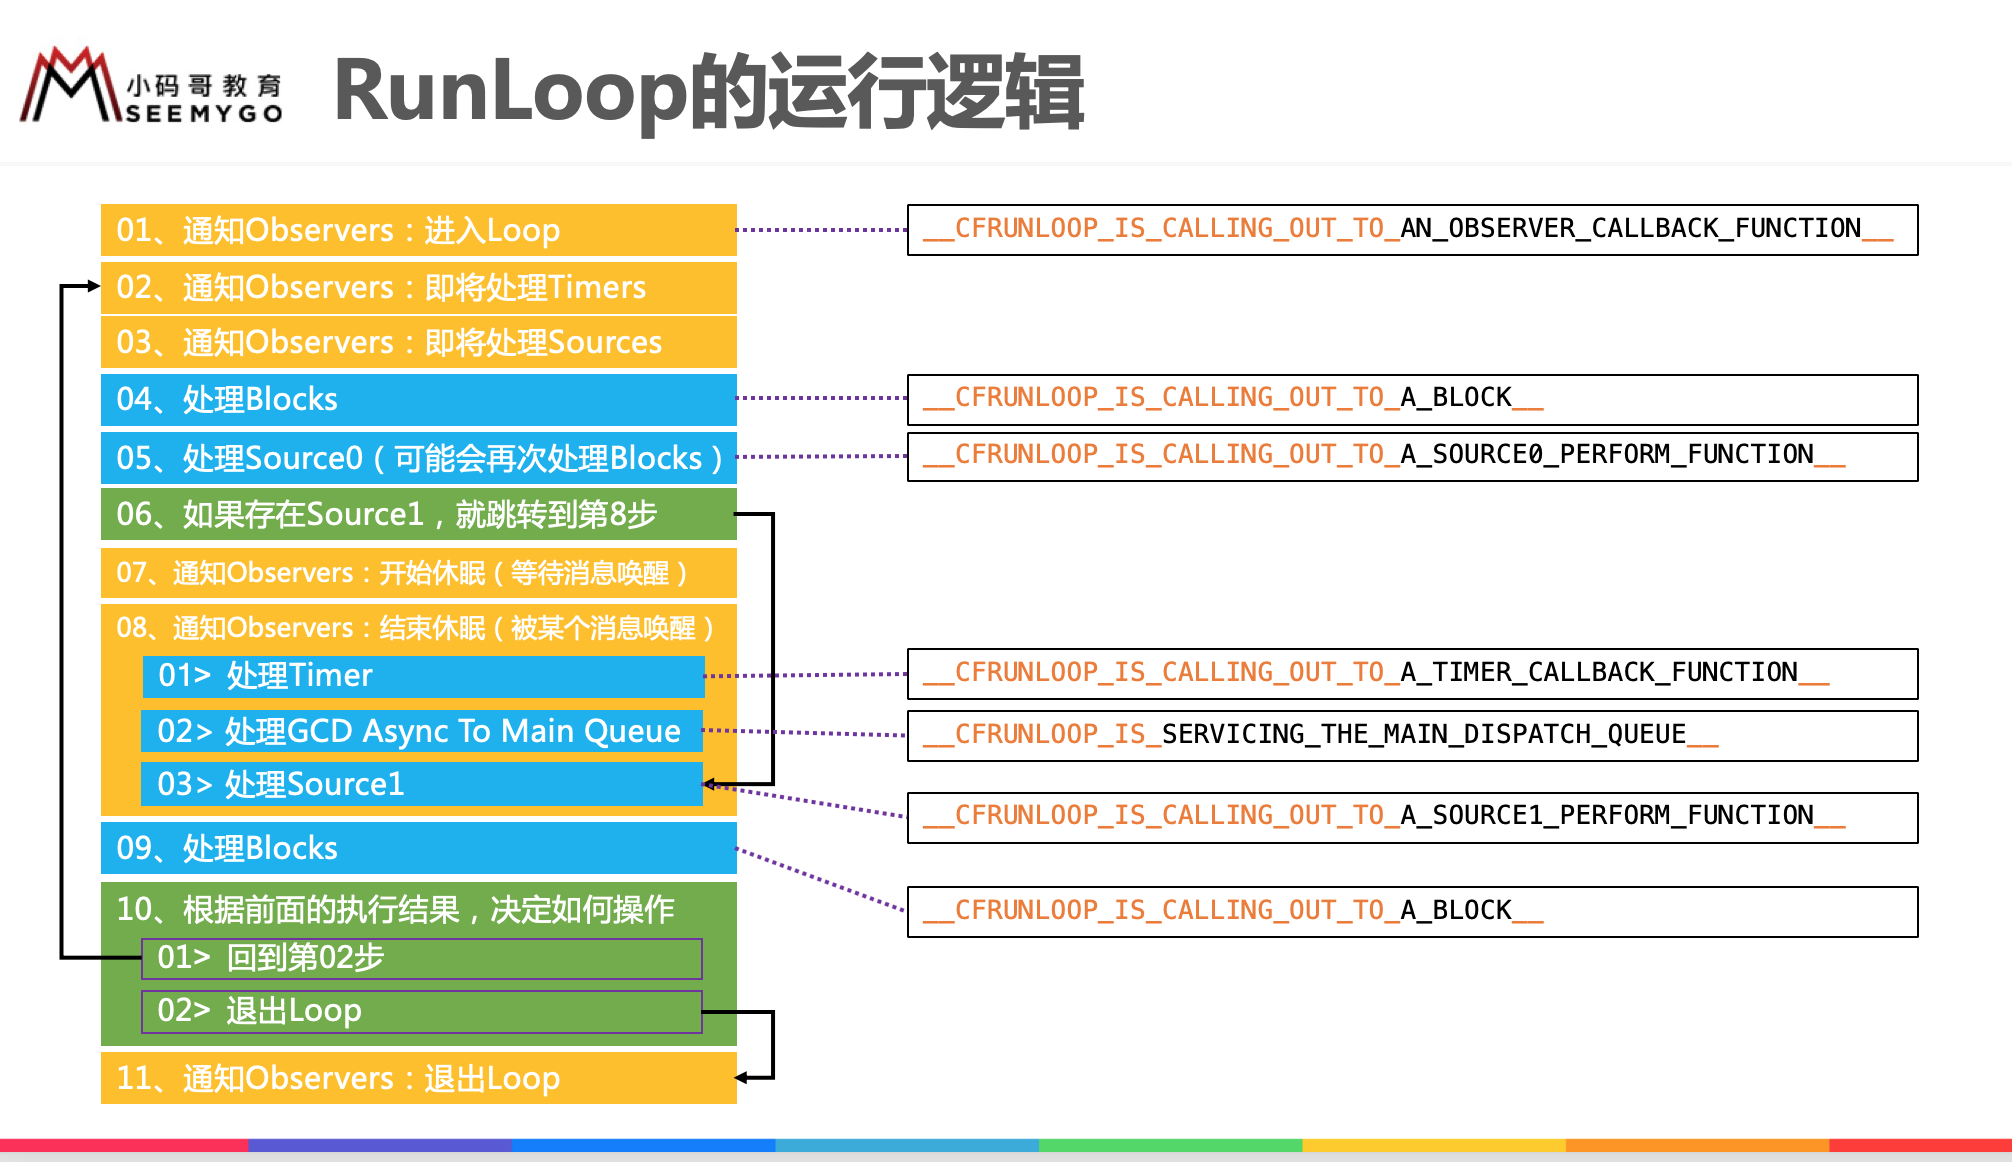 小码哥教育
SEEMYGO
RunLoop的运行逻辑
01、通知Observers：进入Loop
__CFRUNLOOP_IS_CALLING_OUT_TO_AN_OBSERVER_CALLBACK_FUNCTION__
02、通知Observers：即将处理Timers
03、通知Observers：即将处理Sources
04、处理Blocks
__CFRUNLOOP_IS_CALLING_OUT_TO_A_BLOCK__
05、处理Source0（可能会再次处理Blocks）
__CFRUNLOOP_IS_CALLING_OUT_TO_A_SOURCE0_PERFORM_FUNCTION__
06、如果存在Source1，就跳转到第8步
07、通知Observers：开始休眠（等待消息唤醒）
08、通知Observers：结束休眠（被某个消息唤醒）
01> 处理Timer
__CFRUNLOOP_IS_CALLING_OUT_TO_A_TIMER_CALLBACK_FUNCTION__
02> 处理GCD Async To Main Queue
__CFRUNLOOP_IS_SERVICING_THE_MAIN_DISPATCH_QUEUE__
03> 处理Source1
__CFRUNLOOP_IS_CALLING_OUT_TO_A_SOURCE1_PERFORM_FUNCTION__
09、处理Blocks
__CFRUNLOOP_IS_CALLING_OUT_TO_A_BLOCK__
10、根据前面的执行结果，决定如何操作
01> 回到第02步
02> 退出Loop
11、通知Observers：退出Loop